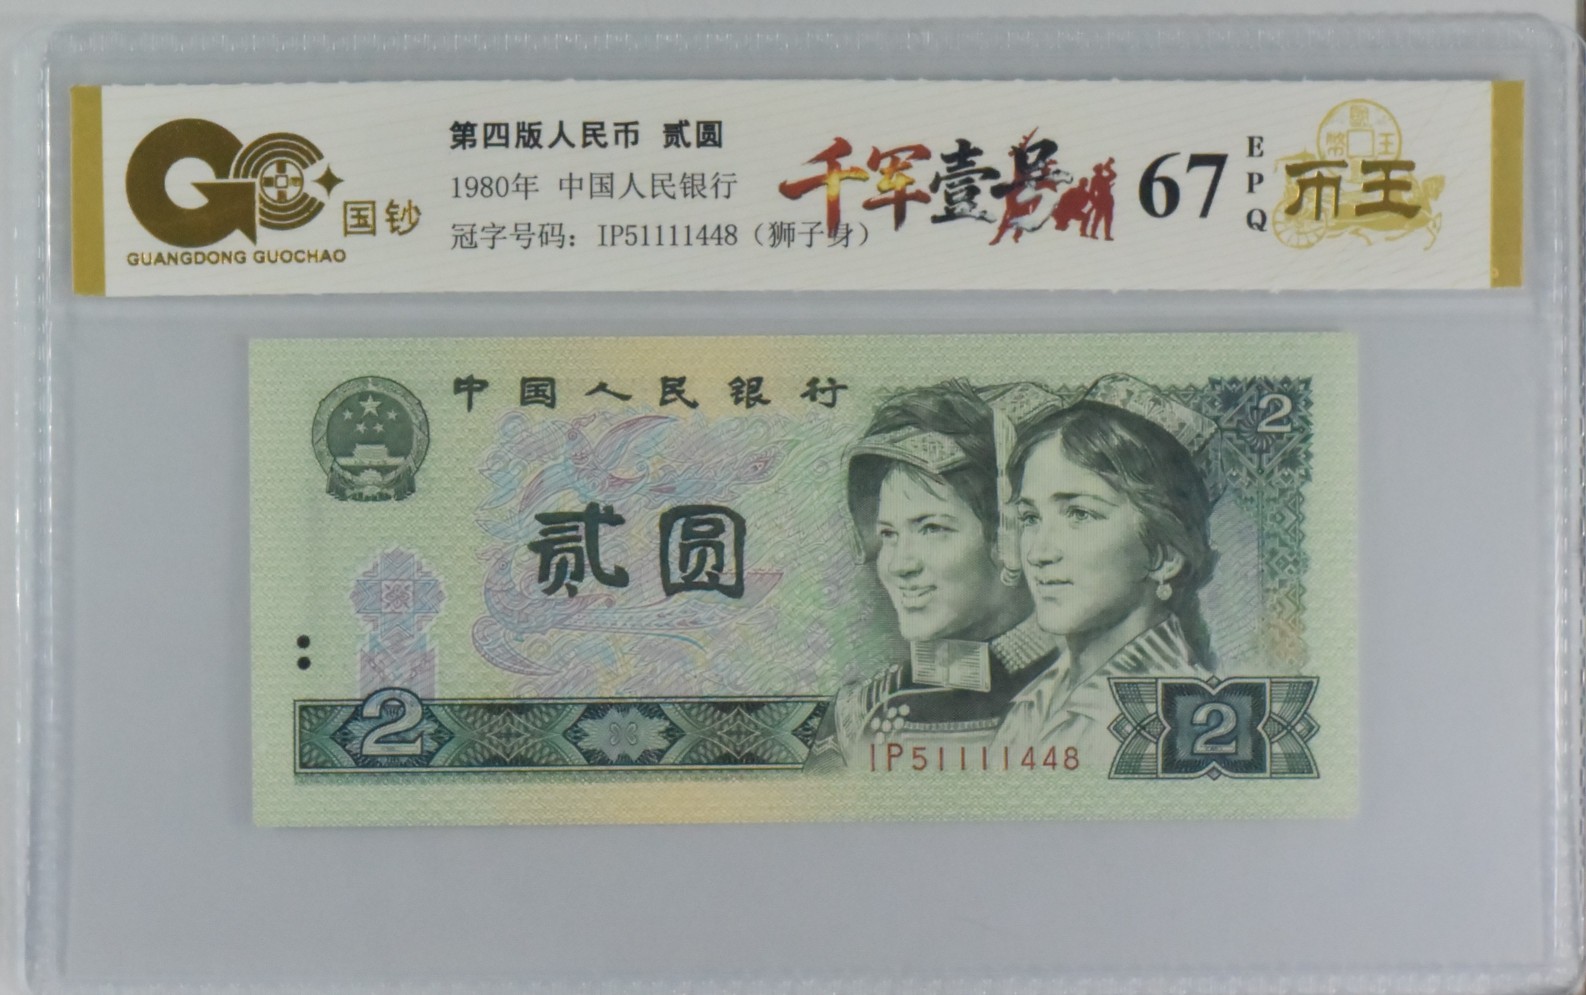 国钞
GUANGDONG GUOCHAO
第四版人民币 贰圆
1980年 中国人民银行
冠字号码：IP51111448（狮子身）
千军壹号
67
EPQ
币王
中国人民银行
2
贰圆
2
2
IP51111448